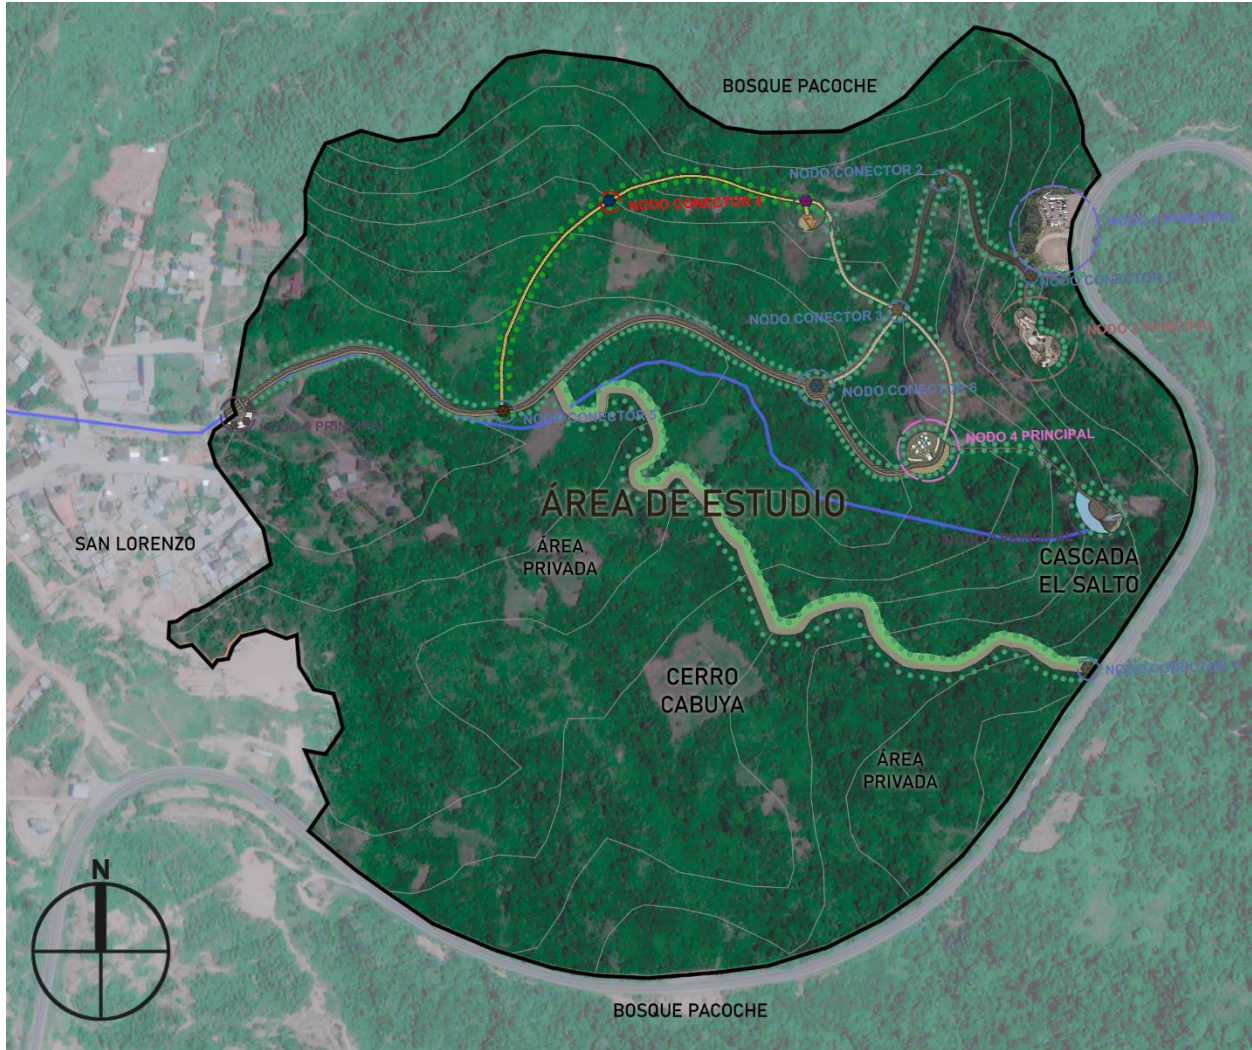 BOSQUE PACOCHE
NODO CONECTOR 2
NODO CONECTOR 4
NODO 1 PRINCIPAL
NODO CONECTOR 1
NODO CONECTOR 3
NODO 2 PRINCIPAL
NODO CONECTOR 6
NODO CONECTOR 5
PRINCIPAL
NODO 4 PRINCIPAL
ÁREA DE ESTUDIO
SAN LORENZO
ÁREA
PRIVADA
CASCADA
EL SALTO
CERRO
CABUYA
NODO CONECTOR
ÁREA
PRIVADA
N
BOSQUE PACOCHE